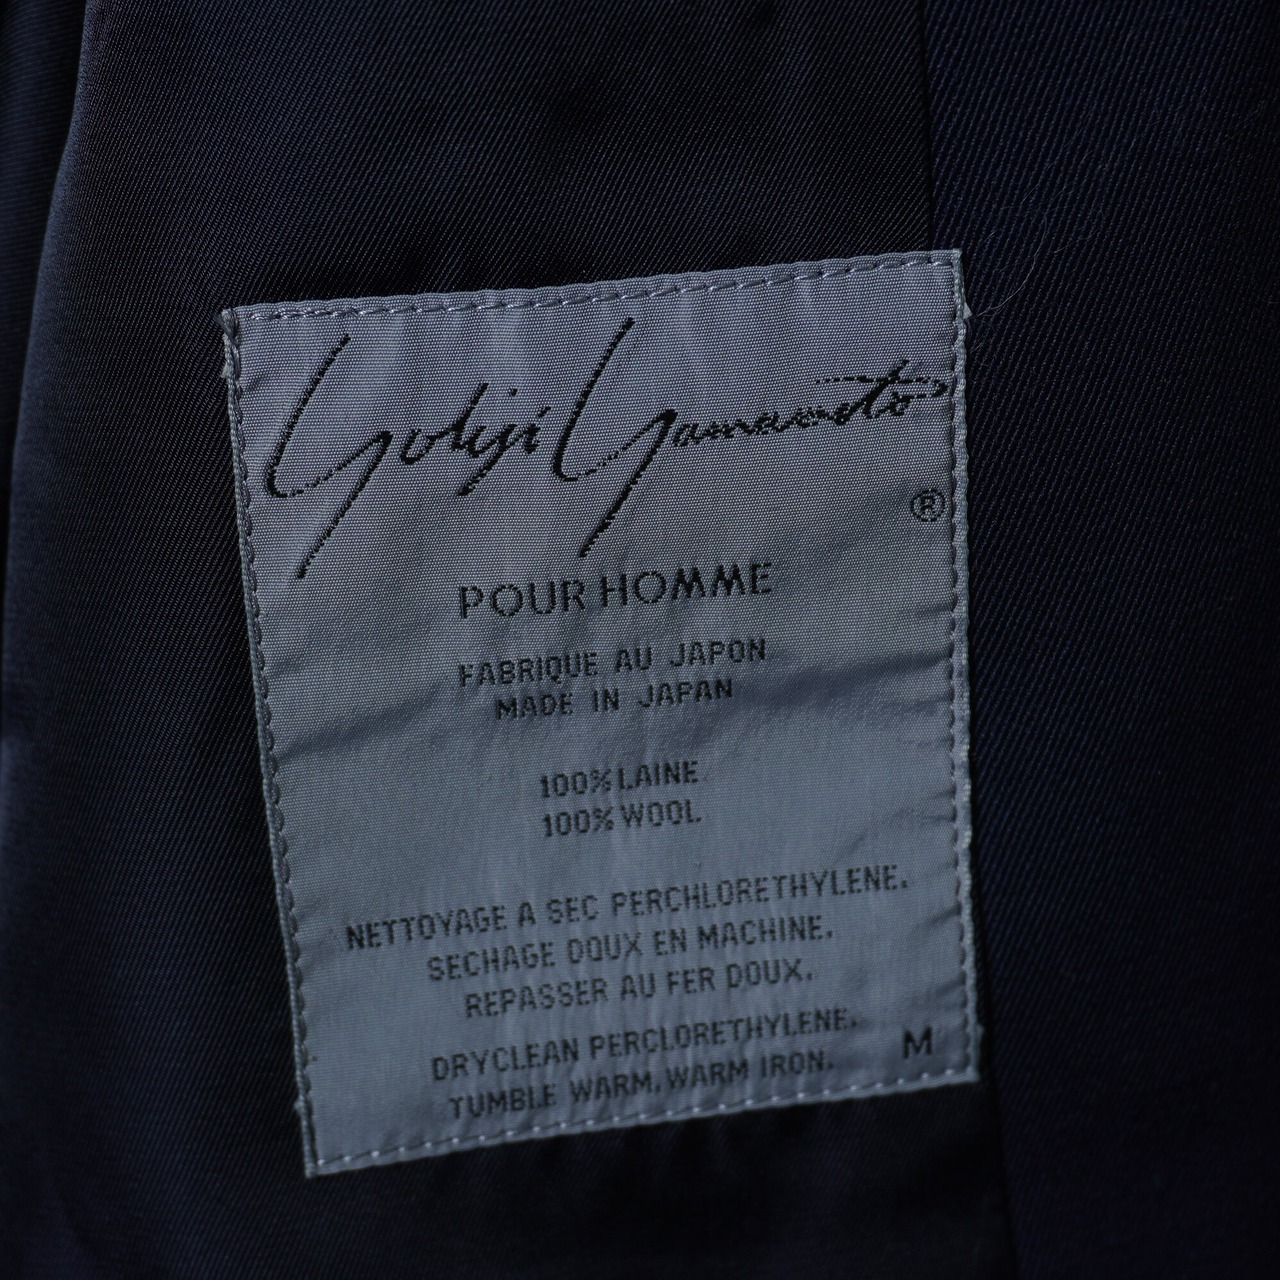 Yohji Yamamoto
®
POUR HOMME
FABRIQUE AU JAPON
MADE IN JAPAN
100% LAINE
100% WOOL
NETTOYAGE A SEC PERCHLORETHYLENE.
SECHAGE DOUX EN MACHINE.
REPASSER AU FER DOUX.
DRYCLEAN PERCLORETHYLENE.
TUMBLE WARM, WARM IRON.
M